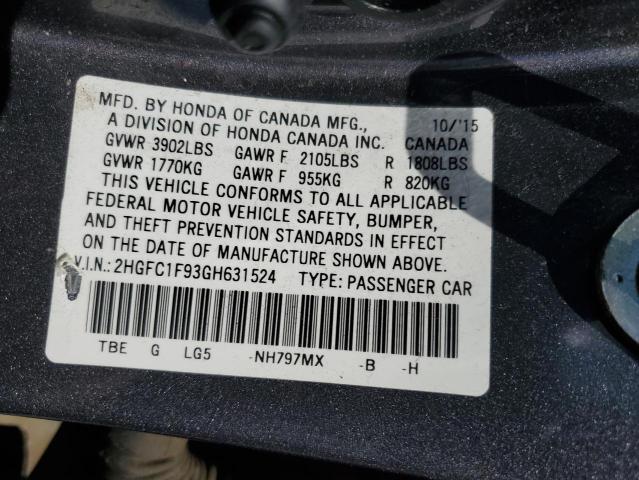 MFD. BY HONDA OF CANADA MFG., 10/'15
A DIVISION OF HONDA CANADA INC. CANADA
GVWR 3902LBS GAWR F 2105LBS R 1808LBS
GVWR 1770KG GAWR F 955KG R 820KG
THIS VEHICLE CONFORMS TO ALL APPLICABLE
FEDERAL MOTOR VEHICLE SAFETY, BUMPER,
AND THEFT PREVENTION STANDARDS IN EFFECT
ON THE DATE OF MANUFACTURE SHOWN ABOVE.
V.I.N.: 2HGFC1F93GH631524 TYPE: PASSENGER CAR
TBE G LG5 -NH797MX -B -H